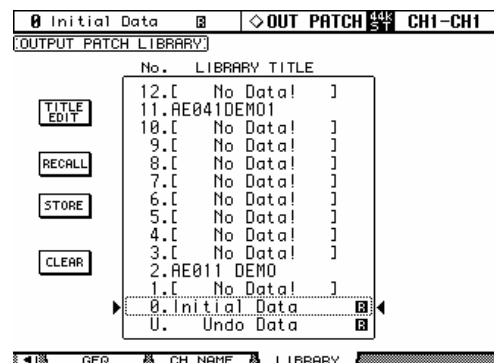 0 Initial Data R ◇OUT PATCH 44K ST CH1-CH1
OUTPUT PATCH LIBRARY
No. LIBRARY TITLE
12.[ No Data! ]
11.AE041DEMO1
10.[ No Data! ]
9.[ No Data! ]
8.[ No Data! ]
7.[ No Data! ]
6.[ No Data! ]
5.[ No Data! ]
4.[ No Data! ]
3.[ No Data! ]
2.AE011 DEMO
1.[ No Data! ]
0.Initial Data R
U. Undo Data R
TITLE EDIT
RECALL
STORE
CLEAR
GEQ CH NAME LIBRARY